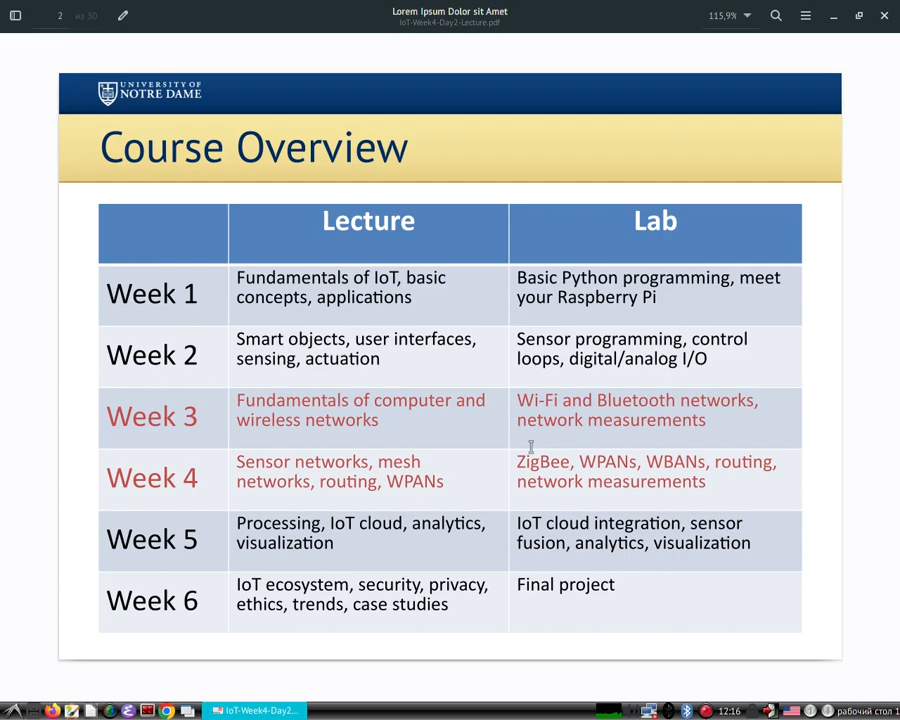 2 из 30
Lorem Ipsum Dolor sit Amet
IoT-Week4-Day2-Lecture.pdf
115,9%
UNIVERSITY OF
NOTRE DAME
Course Overview
Lecture
Lab
Week 1
Fundamentals of IoT, basic
concepts, applications
Basic Python programming, meet
your Raspberry Pi
Week 2
Smart objects, user interfaces,
sensing, actuation
Sensor programming, control
loops, digital/analog I/O
Week 3
Fundamentals of computer and
wireless networks
Wi-Fi and Bluetooth networks,
network measurements
Week 4
Sensor networks, mesh
networks, routing, WPANs
ZigBee, WPANs, WBANs, routing,
network measurements
Week 5
Processing, IoT cloud, analytics,
visualization
IoT cloud integration, sensor
fusion, analytics, visualization
Week 6
IoT ecosystem, security, privacy,
ethics, trends, case studies
Final project
IoT-Week4-Day2...
12:16
рабочий стол 1